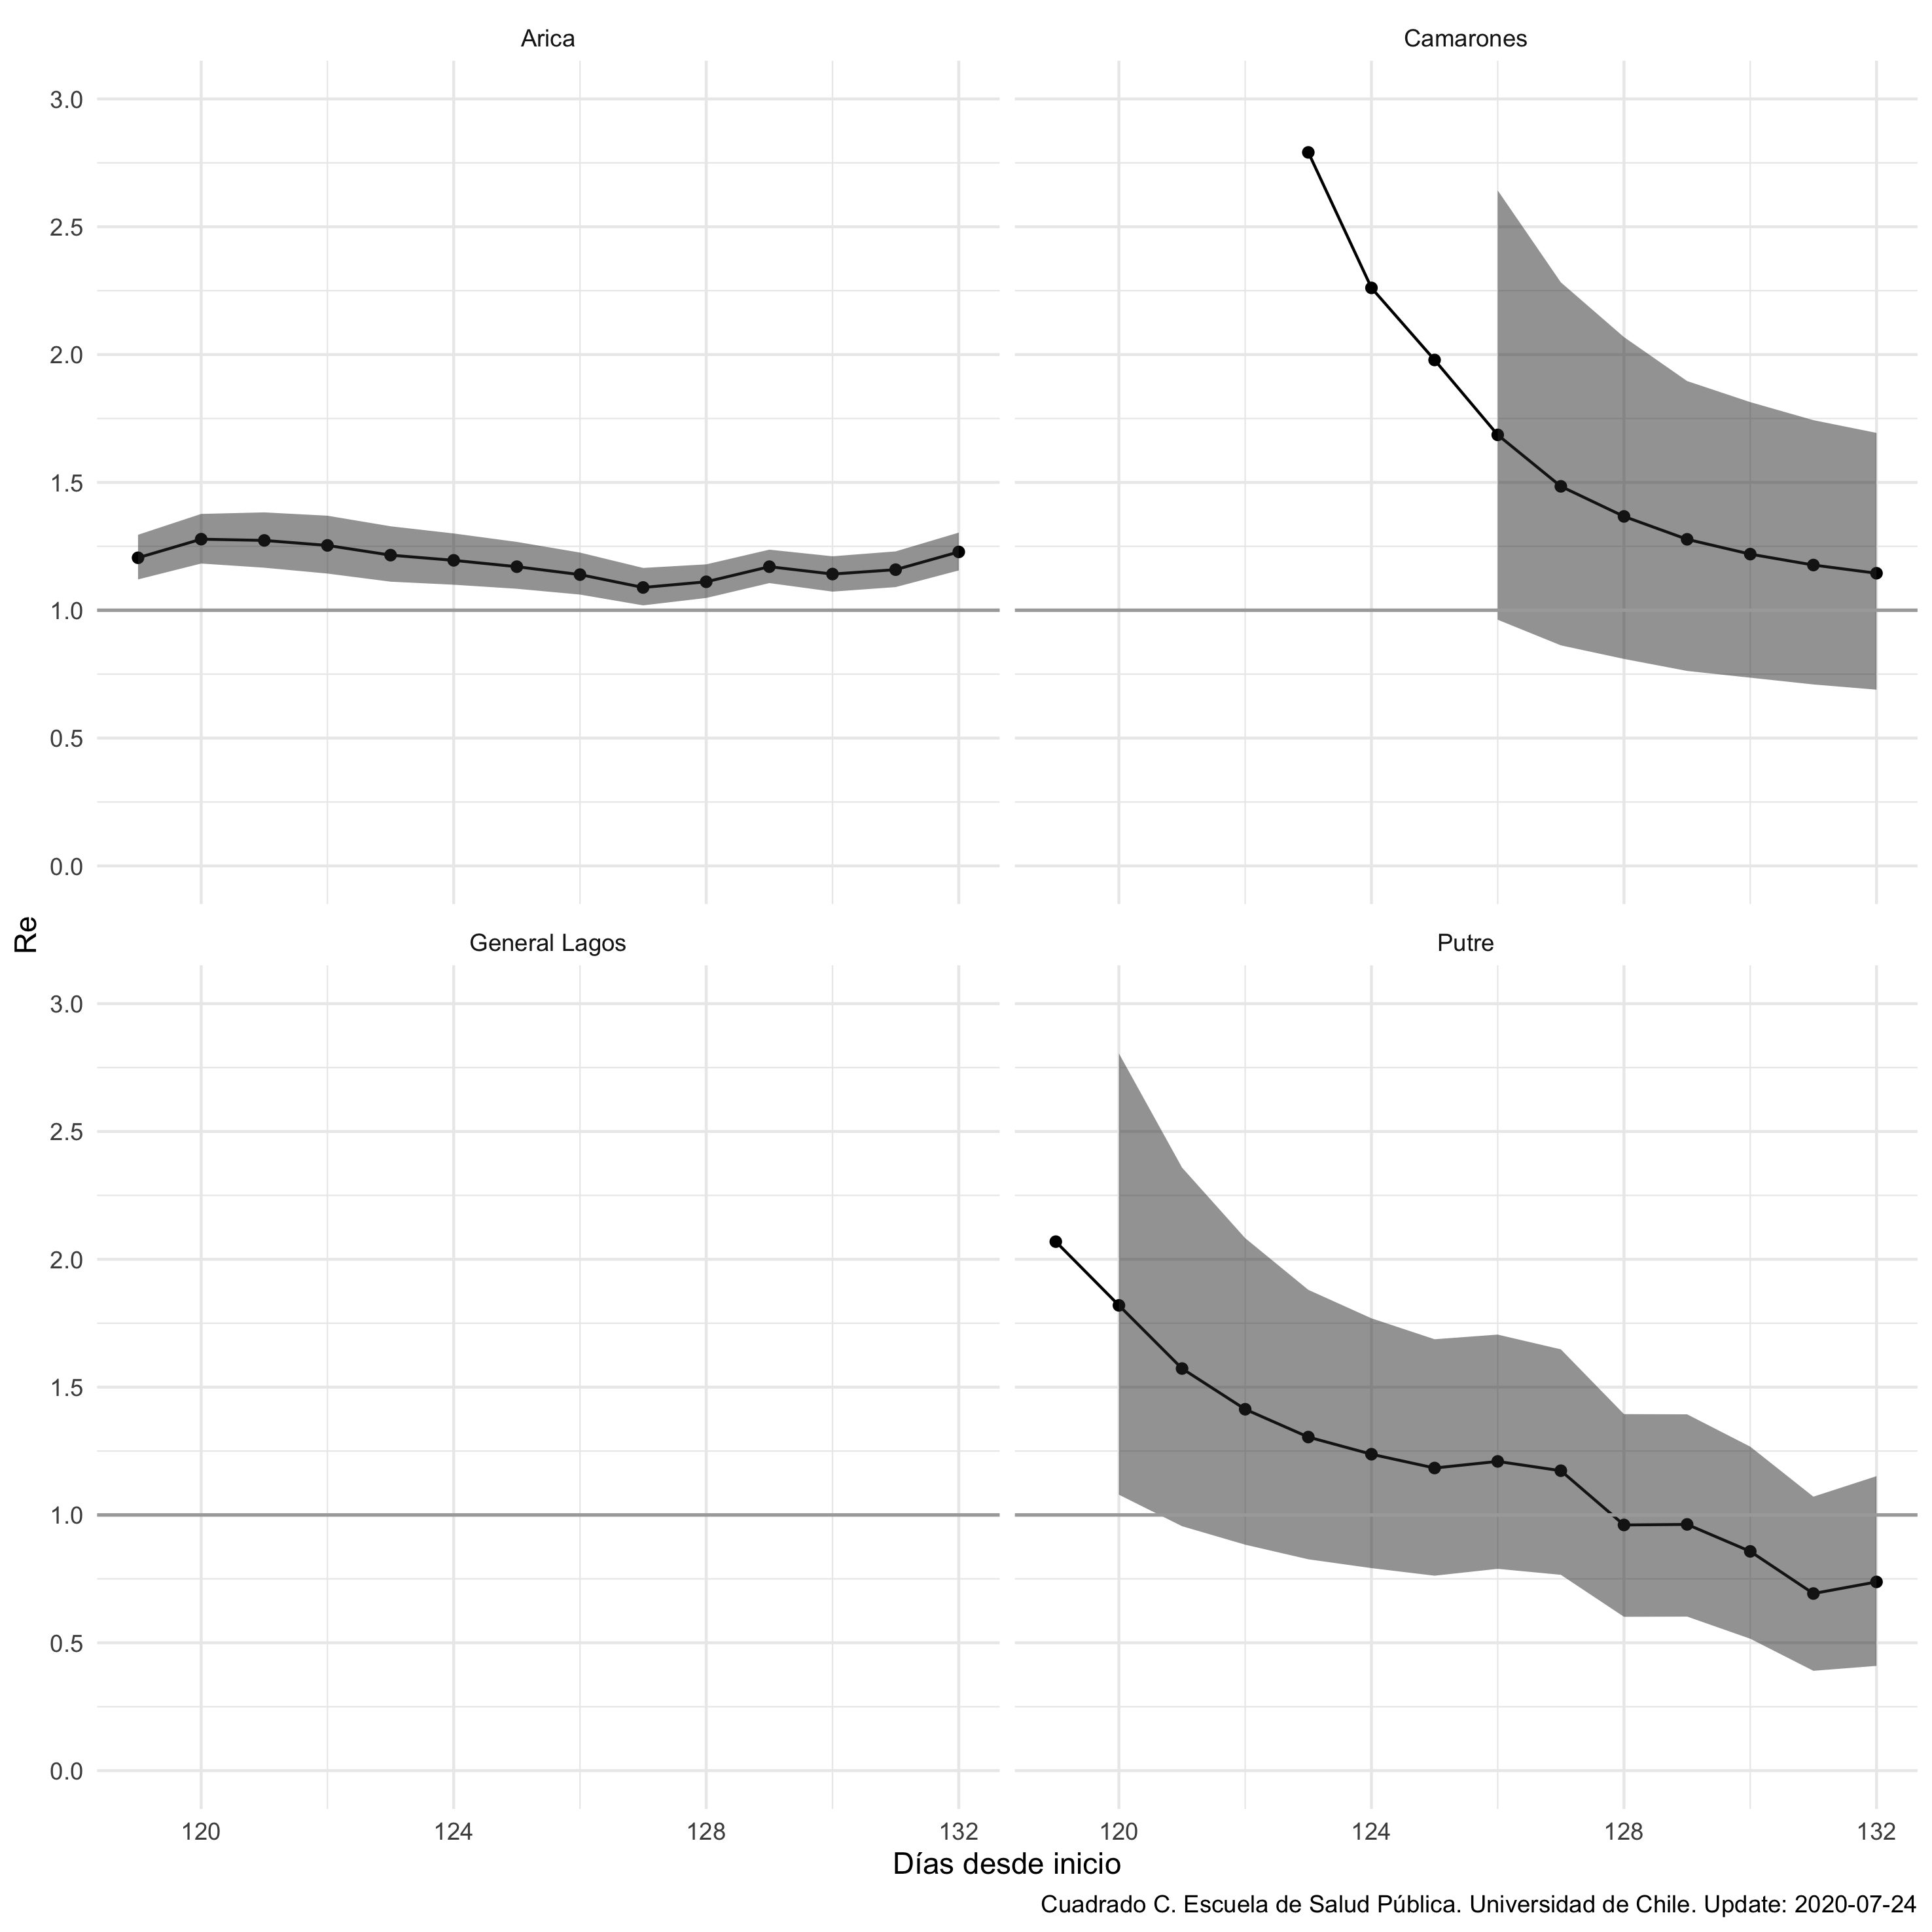 Arica
Camarones
3.0
2.5
2.0
1.5
1.0
0.5
0.0
Re
General Lagos
Putre
3.0
2.5
2.0
1.5
1.0
0.5
0.0
120 124 128 132 120 124 128 132
Días desde inicio
Cuadrado C. Escuela de Salud Pública. Universidad de Chile. Update: 2020-07-24